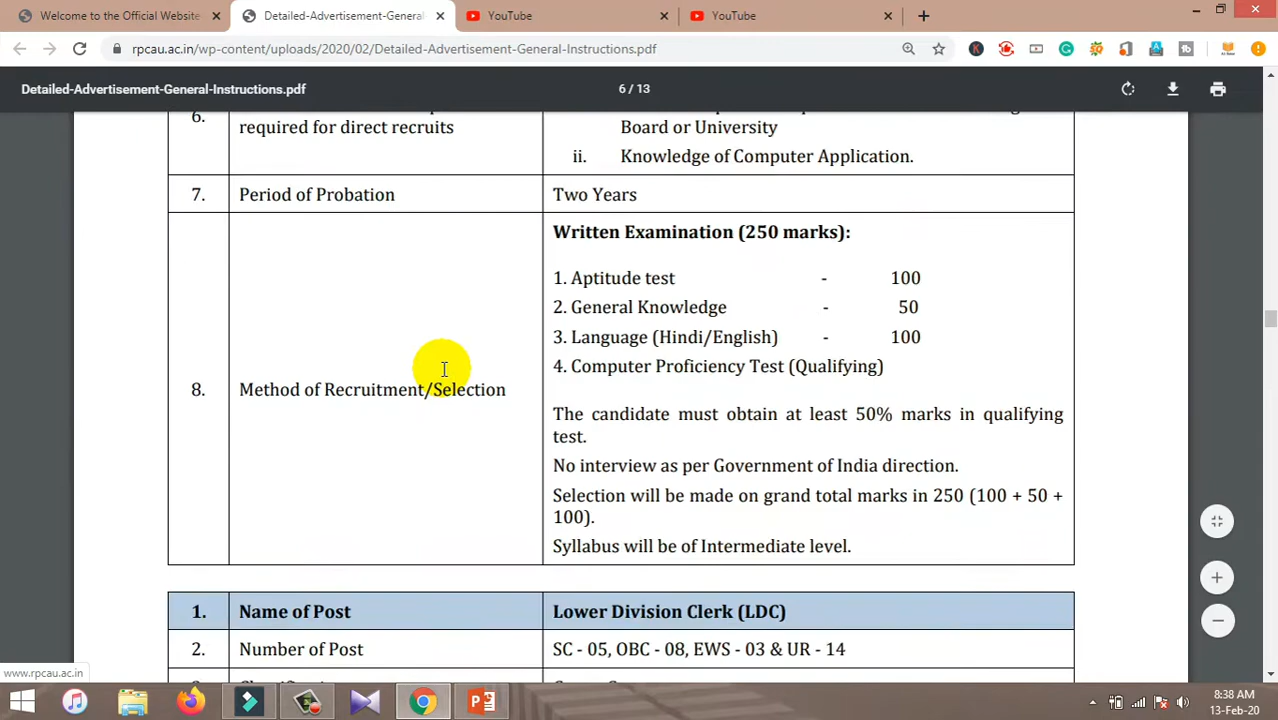 Welcome to the Official Website
Detailed-Advertisement-General-
YouTube
YouTube
rpcau.ac.in/wp-content/uploads/2020/02/Detailed-Advertisement-General-Instructions.pdf
Detailed-Advertisement-General-Instructions.pdf
6 / 13
6.
required for direct recruits
Board or University
ii. Knowledge of Computer Application.
7. Period of Probation Two Years
Written Examination (250 marks):
1. Aptitude test - 100
2. General Knowledge - 50
3. Language (Hindi/English) - 100
4. Computer Proficiency Test (Qualifying)
8. Method of Recruitment/Selection
The candidate must obtain at least 50% marks in qualifying
test.
No interview as per Government of India direction.
Selection will be made on grand total marks in 250 (100 + 50 +
100).
Syllabus will be of Intermediate level.
1. Name of Post Lower Division Clerk (LDC)
2. Number of Post SC - 05, OBC - 08, EWS - 03 & UR - 14
www.rpcau.ac.in
8:38 AM
13-Feb-20